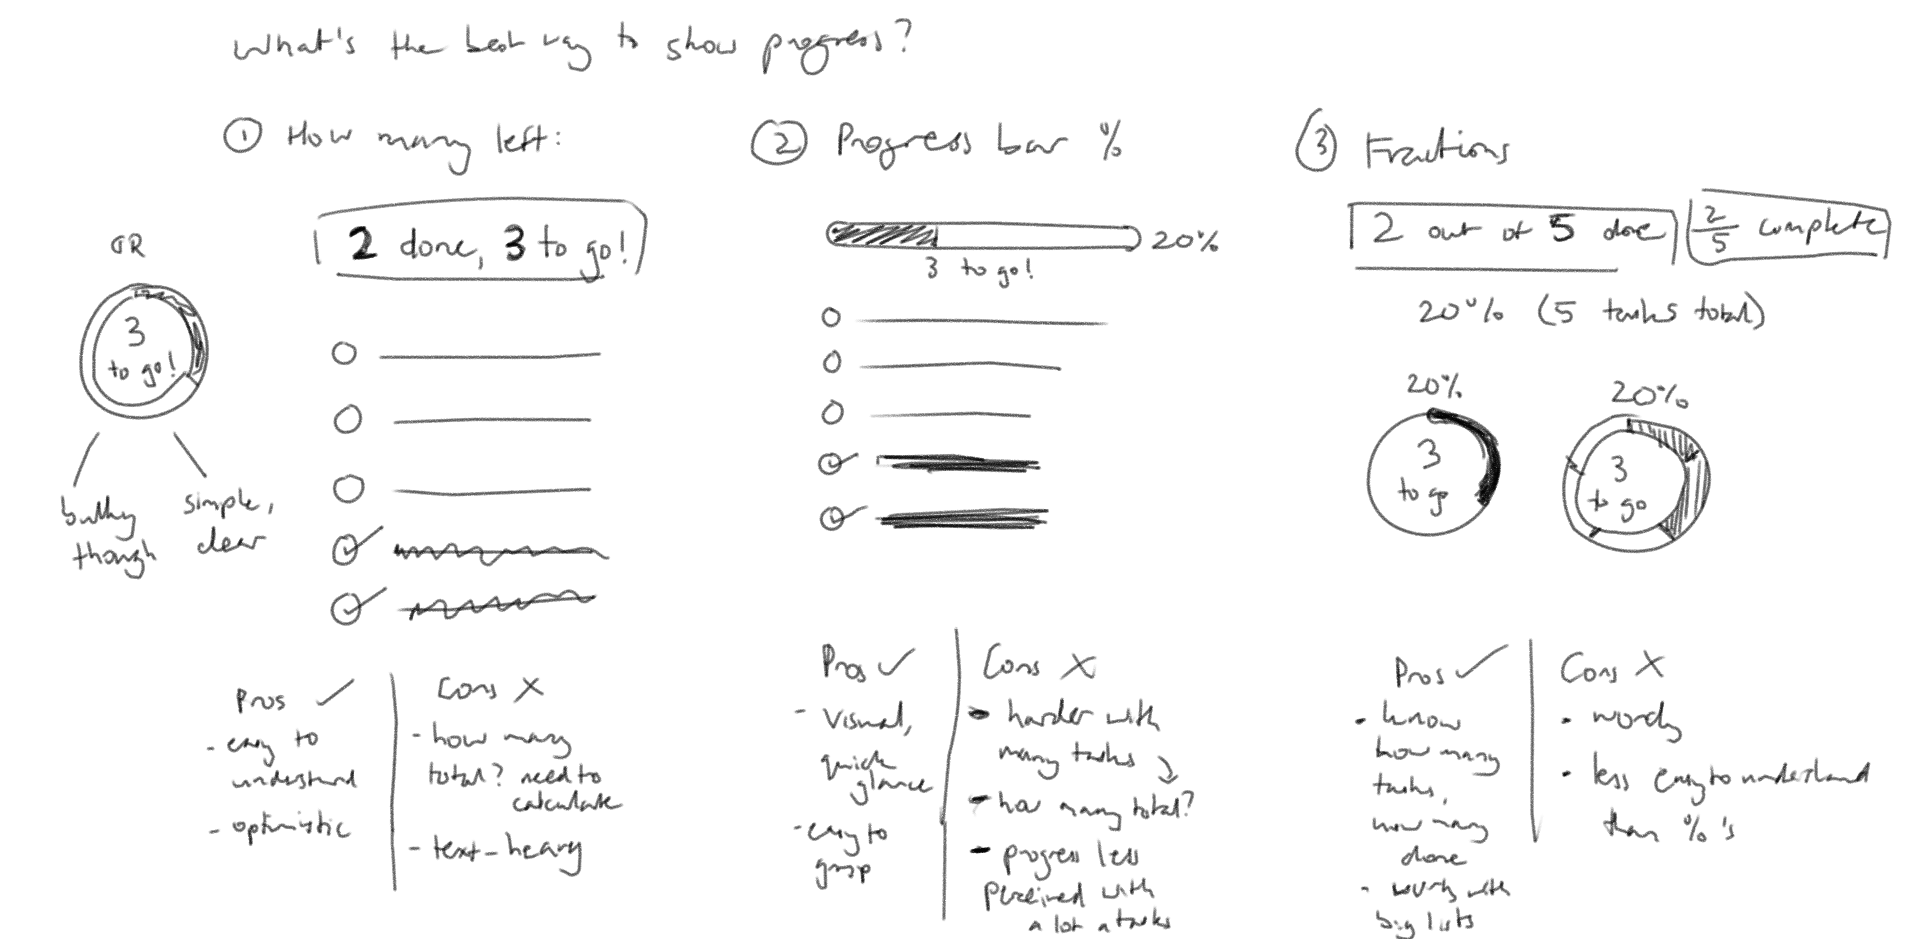 What's the best way to show progress?
① How many left:
OR
3
to go!
bulky
though
simple,
clear
2 done, 3 to go!
Pros ✓
- easy to
understand
- optimistic
Cons X
- how many
total? need to
calculate
- text-heavy
② Progress bar %
20%
3 to go!
Pros ✓
- visual,
quick
glance
- easy to
grasp
Cons X
- harder with
many tasks
- how many total?
- progress less
perceived with
a lot a tasks
③ Fractions
2 out of 5 done
2/5 complete
20% (5 tasks total)
20%
3
to go
20%
3
to go
Pros ✓
• know
how many
tasks,
how many
done
- works with
big lists
Cons X
• wordy
• less easy to understand
than %'s